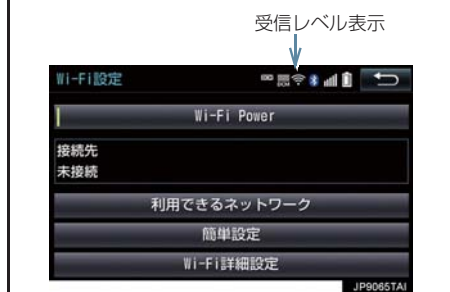 受信レベル表示
Wi-Fi設定
Wi-Fi Power
接続先
未接続
利用できるネットワーク
簡単設定
Wi-Fi詳細設定
JP9065TAI